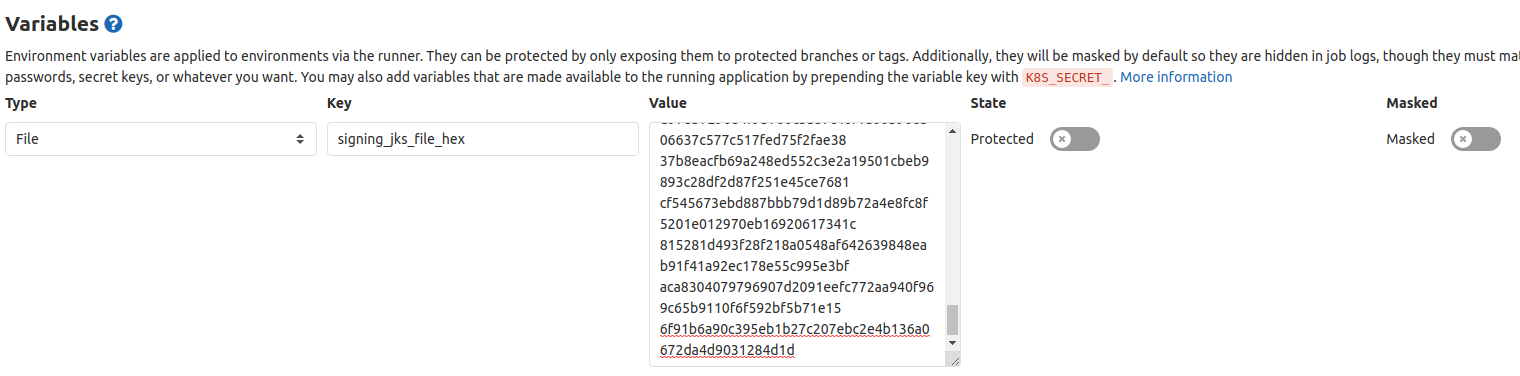 Variables ?
Environment variables are applied to environments via the runner. They can be protected by only exposing them to protected branches or tags. Additionally, they will be masked by default so they are hidden in job logs, though they must
passwords, secret keys, or whatever you want. You may also add variables that are made available to the running application by prepending the variable key with K8S_SECRET_. More information
Type Key Value State Masked
File signing_jks_file_hex Protected Masked
06637c577c517fed75f2fae38
37b8eacfb69a248ed552c3e2a19501cbeb9
893c28df2d87f251e45ce7681
cf545673ebd887bbb79d1d89b72a4e8fc8f
5201e012970eb16920617341c
815281d493f28f218a0548af642639848ea
b91f41a92ec178e55c995e3bf
aca8304079796907d2091eefc772aa940f96
9c65b9110f6f592bf5b71e15
6f91b6a90c395eb1b27c207ebc2e4b136a0
672da4d9031284d1d